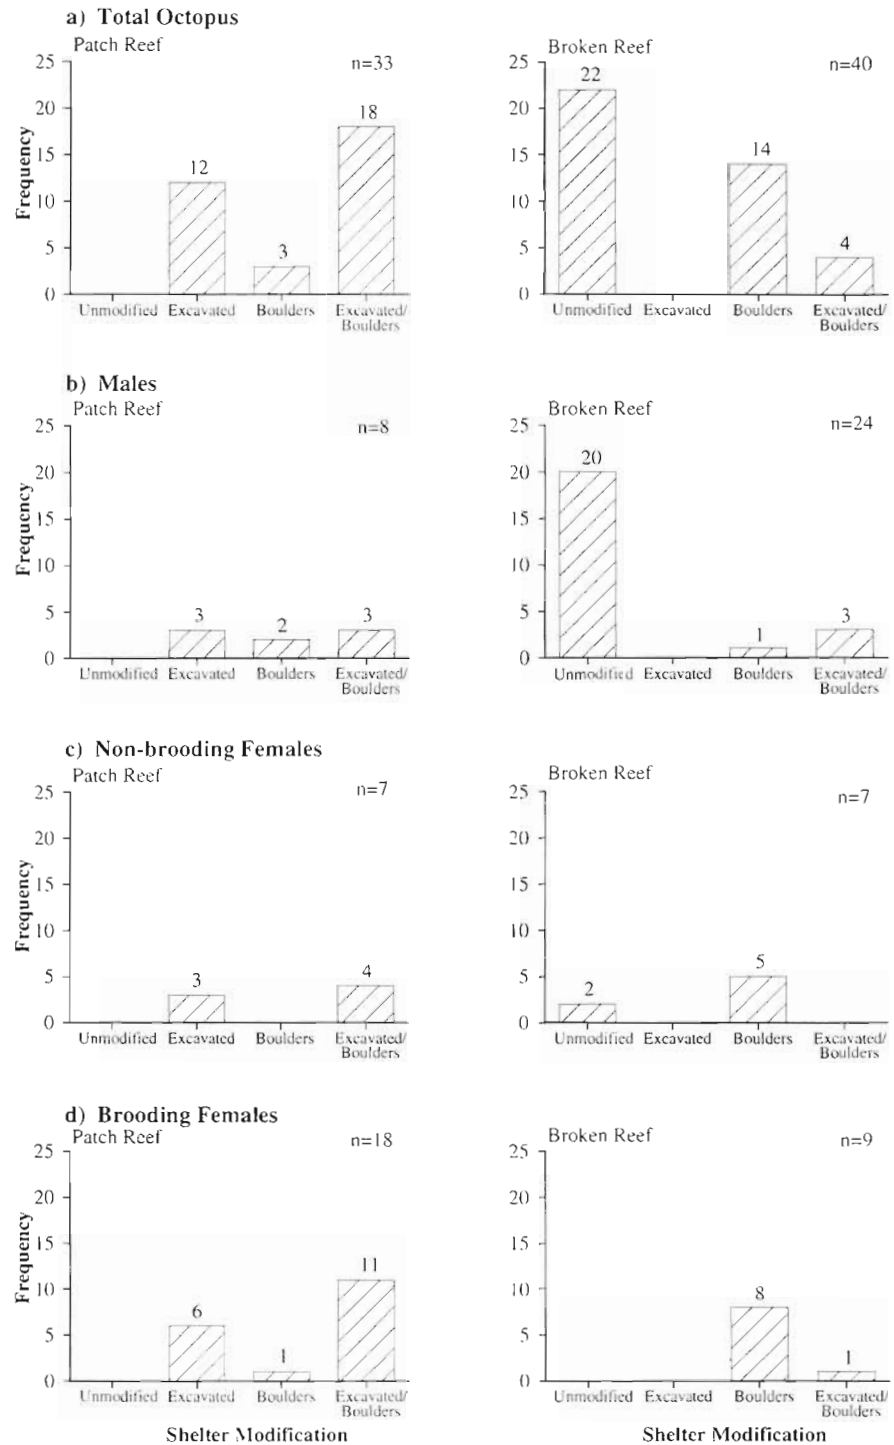 a) Total Octopus
Patch Reef
n=33
25
20
15
10
5
0
Frequency
12
3
18
Unmodified Excavated Boulders Excavated/
Boulders
Broken Reef
n=40
25
20
15
10
5
0
22
14
4
Unmodified Excavated Boulders Excavated/
Boulders
b) Males
Patch Reef
n=8
25
20
15
10
5
0
Frequency
3
2
3
Unmodified Excavated Boulders Excavated/
Boulders
Broken Reef
n=24
25
20
15
10
5
0
20
1
3
Unmodified Excavated Boulders Excavated/
Boulders
c) Non-brooding Females
Patch Reef
n=7
25
20
15
10
5
0
Frequency
3
4
Unmodified Excavated Boulders Excavated/
Boulders
Broken Reef
n=7
25
20
15
10
5
0
2
5
Unmodified Excavated Boulders Excavated/
Boulders
d) Brooding Females
Patch Reef
n=18
25
20
15
10
5
0
Frequency
6
1
11
Unmodified Excavated Boulders Excavated/
Boulders
Shelter Modification
Broken Reef
n=9
25
20
15
10
5
0
8
1
Unmodified Excavated Boulders Excavated/
Boulders
Shelter Modification